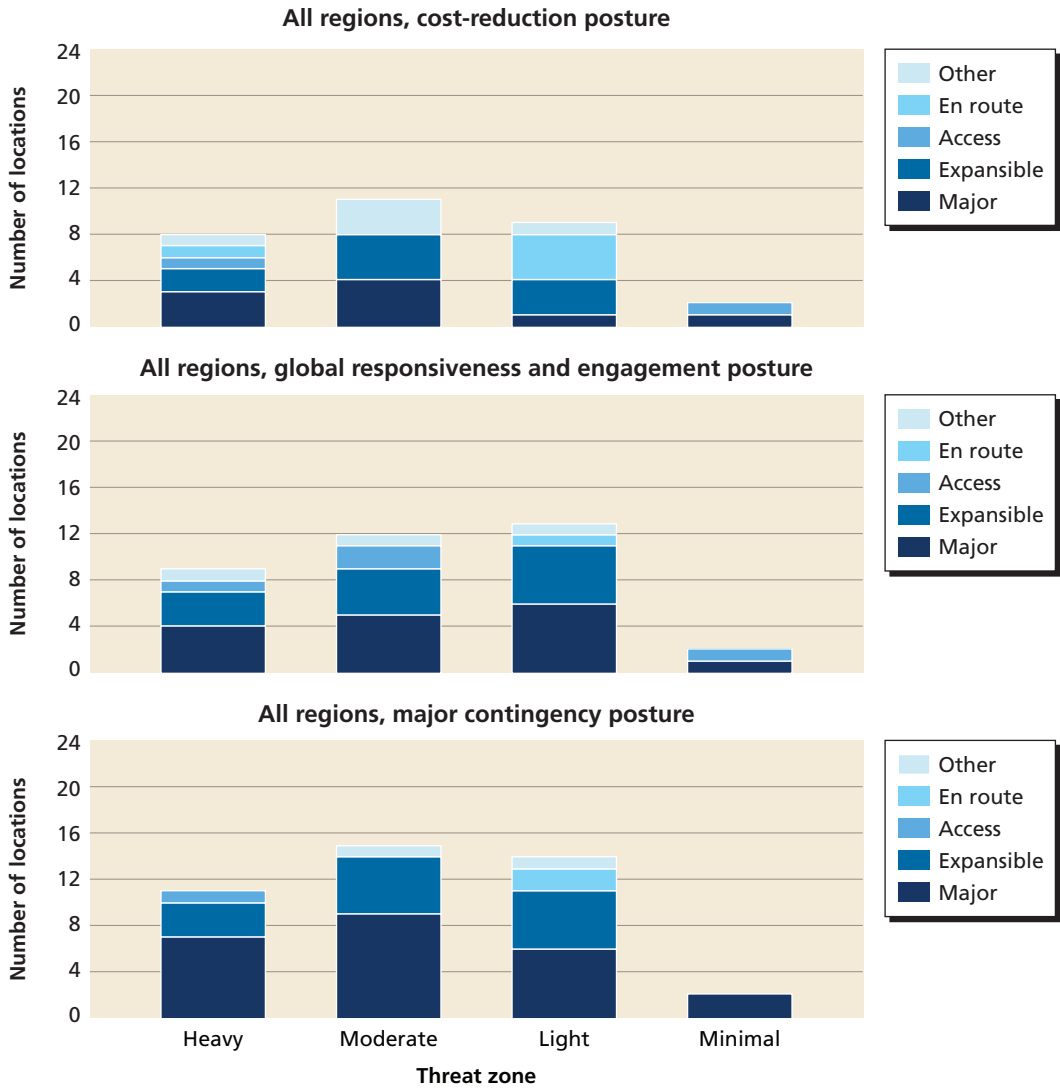 All regions, cost-reduction posture
Number of locations
24
20
16
12
8
4
0
Other
En route
Access
Expansible
Major
All regions, global responsiveness and engagement posture
Number of locations
24
20
16
12
8
4
0
Other
En route
Access
Expansible
Major
All regions, major contingency posture
Number of locations
24
20
16
12
8
4
0
Other
En route
Access
Expansible
Major
Heavy Moderate Light Minimal
Threat zone